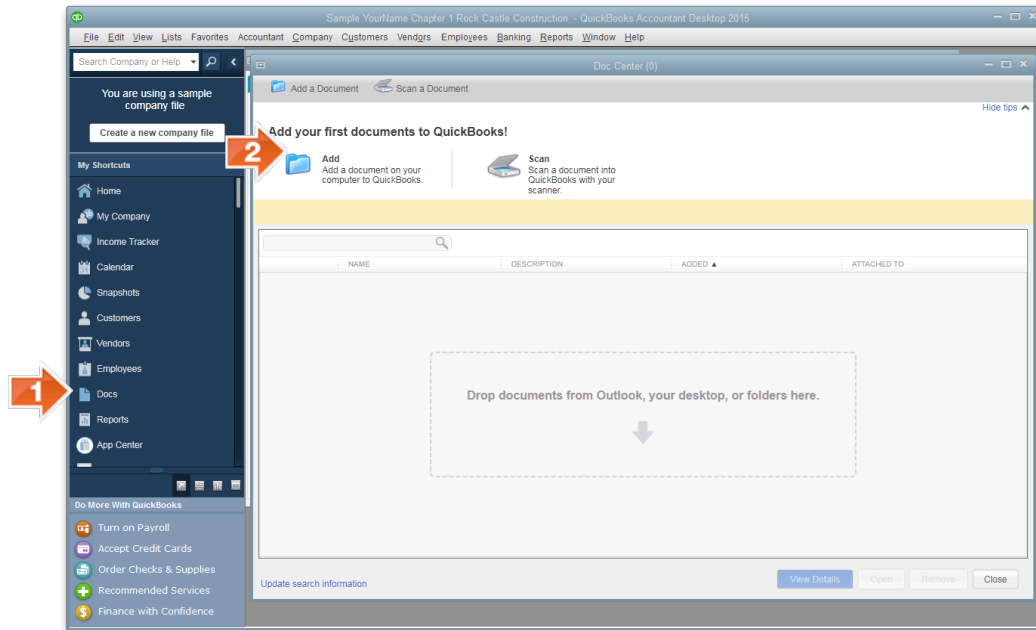 Sample YourName Chapter 1 Rock Castle Construction - QuickBooks Accountant Desktop 2015
File Edit View Lists Favorites Accountant Company Customers Vendors Employees Banking Reports Window Help
Search Company or Help
Doc Center (0)
You are using a sample
company file
Create a new company file
Add a Document Scan a Document
Hide tips
Add your first documents to QuickBooks!
2
Add
Add a document on your
computer to QuickBooks.
Scan
Scan a document into
QuickBooks with your
scanner.
My Shortcuts
Home
My Company
Income Tracker
Calendar
Snapshots
Customers
Vendors
Employees
1
Docs
Reports
App Center
NAME DESCRIPTION ADDED ▲ ATTACHED TO
Drop documents from Outlook, your desktop, or folders here.
Do More With QuickBooks
Turn on Payroll
Accept Credit Cards
Order Checks & Supplies
Recommended Services
Finance with Confidence
Update search information
View Details Open Remove Close